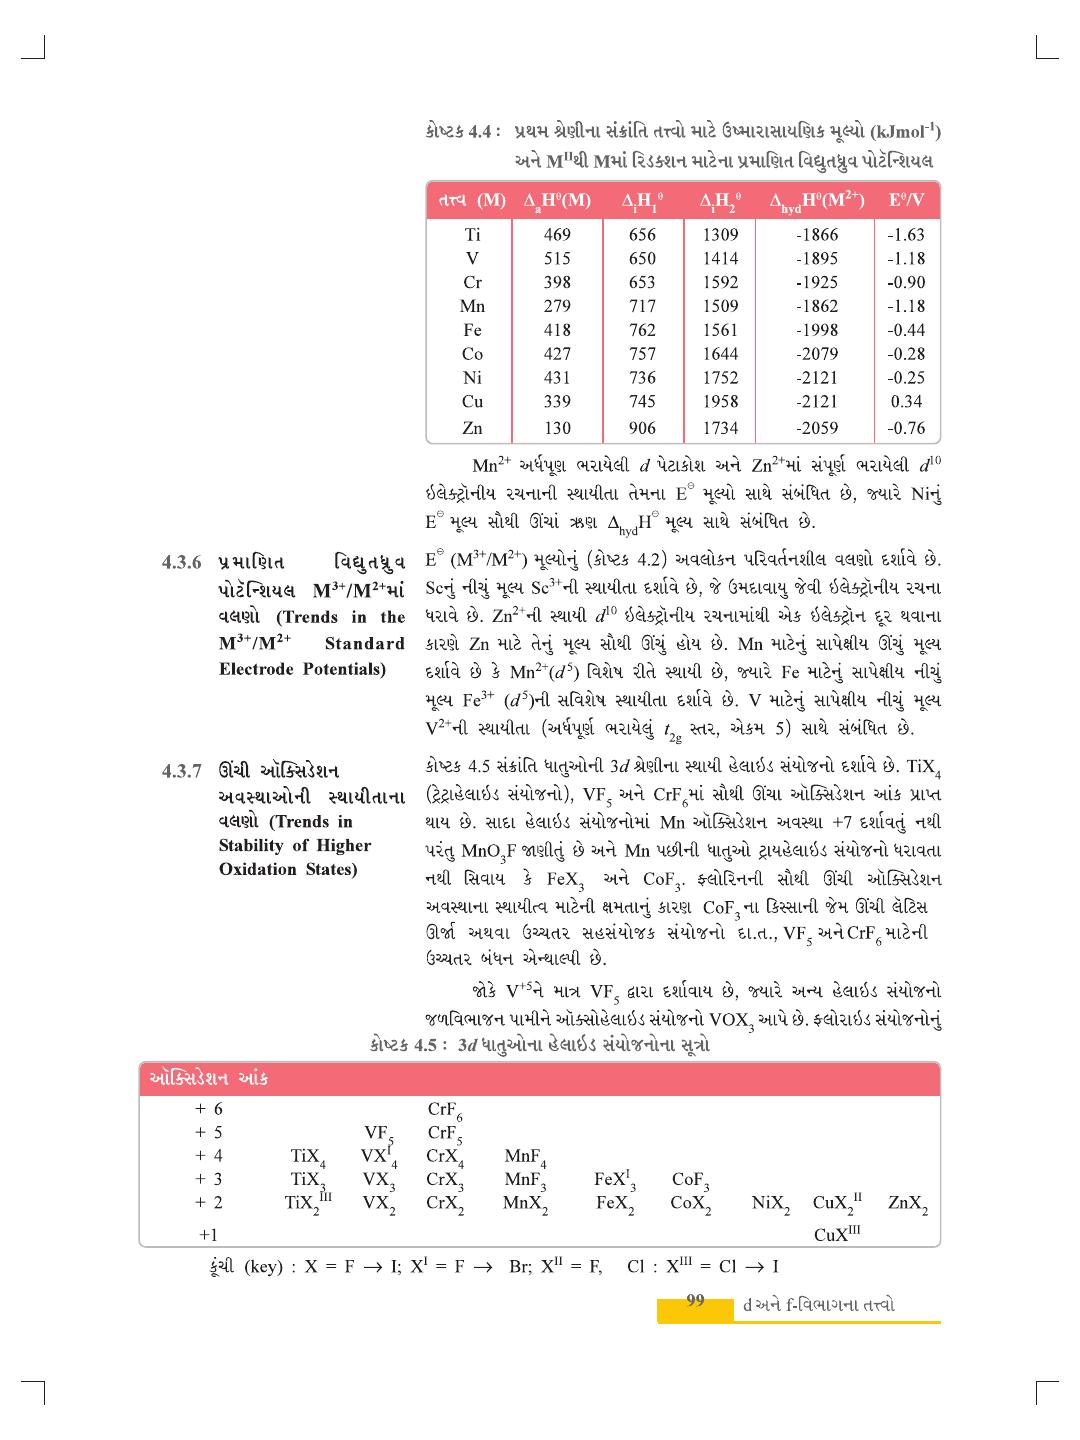 કોષ્ટક 4.4 : પ્રથમ શ્રેણીના સંક્રાંતિ તત્ત્વો માટે ઉષ્મારાસાયણિક મૂલ્યો (kJmol⁻¹)
અને Mᴵᴵથી Mમાં રિડક્શન માટેના પ્રમાણિત વિદ્યુતધ્રુવ પોટૅન્શિયલ
તત્ત્વ (M) ΔₐHᶿ(M) ΔᵢH₁ᶿ ΔᵢH₂ᶿ ΔhydHᶿ(M²⁺) Eᶿ/V
Ti 469 656 1309 -1866 -1.63
V 515 650 1414 -1895 -1.18
Cr 398 653 1592 -1925 -0.90
Mn 279 717 1509 -1862 -1.18
Fe 418 762 1561 -1998 -0.44
Co 427 757 1644 -2079 -0.28
Ni 431 736 1752 -2121 -0.25
Cu 339 745 1958 -2121 0.34
Zn 130 906 1734 -2059 -0.76
Mn²⁺ અર્ધપૂણ ભરાયેલી d પેટાકોશ અને Zn²⁺માં સંપૂર્ણ ભરાયેલી d¹⁰
ઇલેક્ટ્રૉનીય રચનાની સ્થાયીતા તેમના E⊖ મૂલ્યો સાથે સંબંધિત છે, જ્યારે Niનું
E⊖ મૂલ્ય સૌથી ઊંચાં ઋણ ΔhydH⊖ મૂલ્ય સાથે સંબંધિત છે.
4.3.6 પ્રમાણિત વિદ્યુતધ્રુવ
પોટૅન્શિયલ M³⁺/M²⁺માં
વલણો (Trends in the
M³⁺/M²⁺ Standard
Electrode Potentials)
E⊖ (M³⁺/M²⁺) મૂલ્યોનું (કોષ્ટક 4.2) અવલોકન પરિવર્તનશીલ વલણો દર્શાવે છે.
Scનું નીચું મૂલ્ય Sc³⁺ની સ્થાયીતા દર્શાવે છે, જે ઉમદાવાયુ જેવી ઇલેક્ટ્રૉનીય રચના
ધરાવે છે. Zn²⁺ની સ્થાયી d¹⁰ ઇલેક્ટ્રૉનીય રચનામાંથી એક ઇલેક્ટ્રૉન દૂર થવાના
કારણે Zn માટે તેનું મૂલ્ય સૌથી ઊંચું હોય છે. Mn માટેનું સાપેક્ષીય ઊંચું મૂલ્ય
દર્શાવે છે કે Mn²⁺(d⁵) વિશેષ રીતે સ્થાયી છે, જ્યારે Fe માટેનું સાપેક્ષીય નીચું
મૂલ્ય Fe³⁺ (d⁵)ની સવિશેષ સ્થાયીતા દર્શાવે છે. V માટેનું સાપેક્ષીય નીચું મૂલ્ય
V²⁺ની સ્થાયીતા (અર્ધપૂર્ણ ભરાયેલું t₂g સ્તર, એકમ 5) સાથે સંબંધિત છે.
4.3.7 ઊંચી ઑક્સિડેશન
અવસ્થાઓની સ્થાયીતાના
વલણો (Trends in
Stability of Higher
Oxidation States)
કોષ્ટક 4.5 સંક્રાંતિ ધાતુઓની 3d શ્રેણીના સ્થાયી હેલાઇડ સંયોજનો દર્શાવે છે. TiX₄
(ટ્રેટ્રાહેલાઇડ સંયોજનો), VF₅ અને CrF₆માં સૌથી ઊંચા ઑક્સિડેશન આંક પ્રાપ્ત
થાય છે. સાદા હેલાઇડ સંયોજનોમાં Mn ઑક્સિડેશન અવસ્થા +7 દર્શાવતું નથી
પરંતુ MnO₃F જાણીતું છે અને Mn પછીની ધાતુઓ ટ્રાયહેલાઇડ સંયોજનો ધરાવતા
નથી સિવાય કે FeX₃ અને CoF₃. ફ્લોરિનની સૌથી ઊંચી ઑક્સિડેશન
અવસ્થાના સ્થાયીત્વ માટેની ક્ષમતાનું કારણ CoF₃ના કિસ્સાની જેમ ઊંચી લૅટિસ
ઊર્જા અથવા ઉચ્ચતર સહસંયોજક સંયોજનો દા.ત., VF₅ અને CrF₆ માટેની
ઉચ્ચતર બંધન એન્થાલ્પી છે.
જોકે V⁺⁵ને માત્ર VF₅ દ્વારા દર્શાવાય છે, જ્યારે અન્ય હેલાઇડ સંયોજનો
જળવિભાજન પામીને ઑક્સોહેલાઇડ સંયોજનો VOX₃ આપે છે. ફ્લોરાઇડ સંયોજનોનું
કોષ્ટક 4.5 : 3d ધાતુઓના હેલાઇડ સંયોજનોના સૂત્રો
ઑક્સિડેશન આંક
+ 6 CrF₆
+ 5 VF₅ CrF₅
+ 4 TiX₄ VXᴵ₄ CrX₄ MnF₄
+ 3 TiX₃ VX₃ CrX₃ MnF₃ FeXᴵ₃ CoF₃
+ 2 TiX₂ᴵᴵᴵ VX₂ CrX₂ MnX₂ FeX₂ CoX₂ NiX₂ CuX₂ᴵᴵ ZnX₂
+1 CuXᴵᴵᴵ
કૂંચી (key) : X = F → I; Xᴵ = F → Br; Xᴵᴵ = F, Cl : Xᴵᴵᴵ = Cl → I
99 d અને f-વિભાગના તત્ત્વો